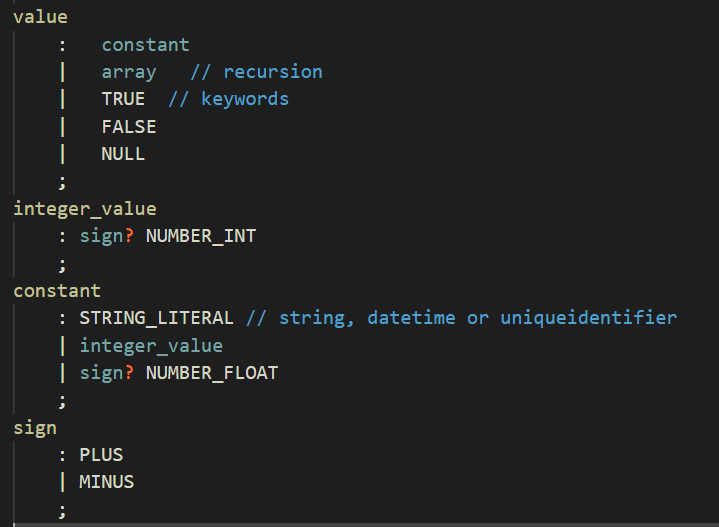 value
    :   constant
    |   array   // recursion
    |   TRUE  // keywords
    |   FALSE
    |   NULL
    ;
integer_value
    : sign? NUMBER_INT
    ;
constant
    : STRING_LITERAL // string, datetime or uniqueidentifier
    | integer_value
    | sign? NUMBER_FLOAT
    ;
sign
    : PLUS
    | MINUS
    ;